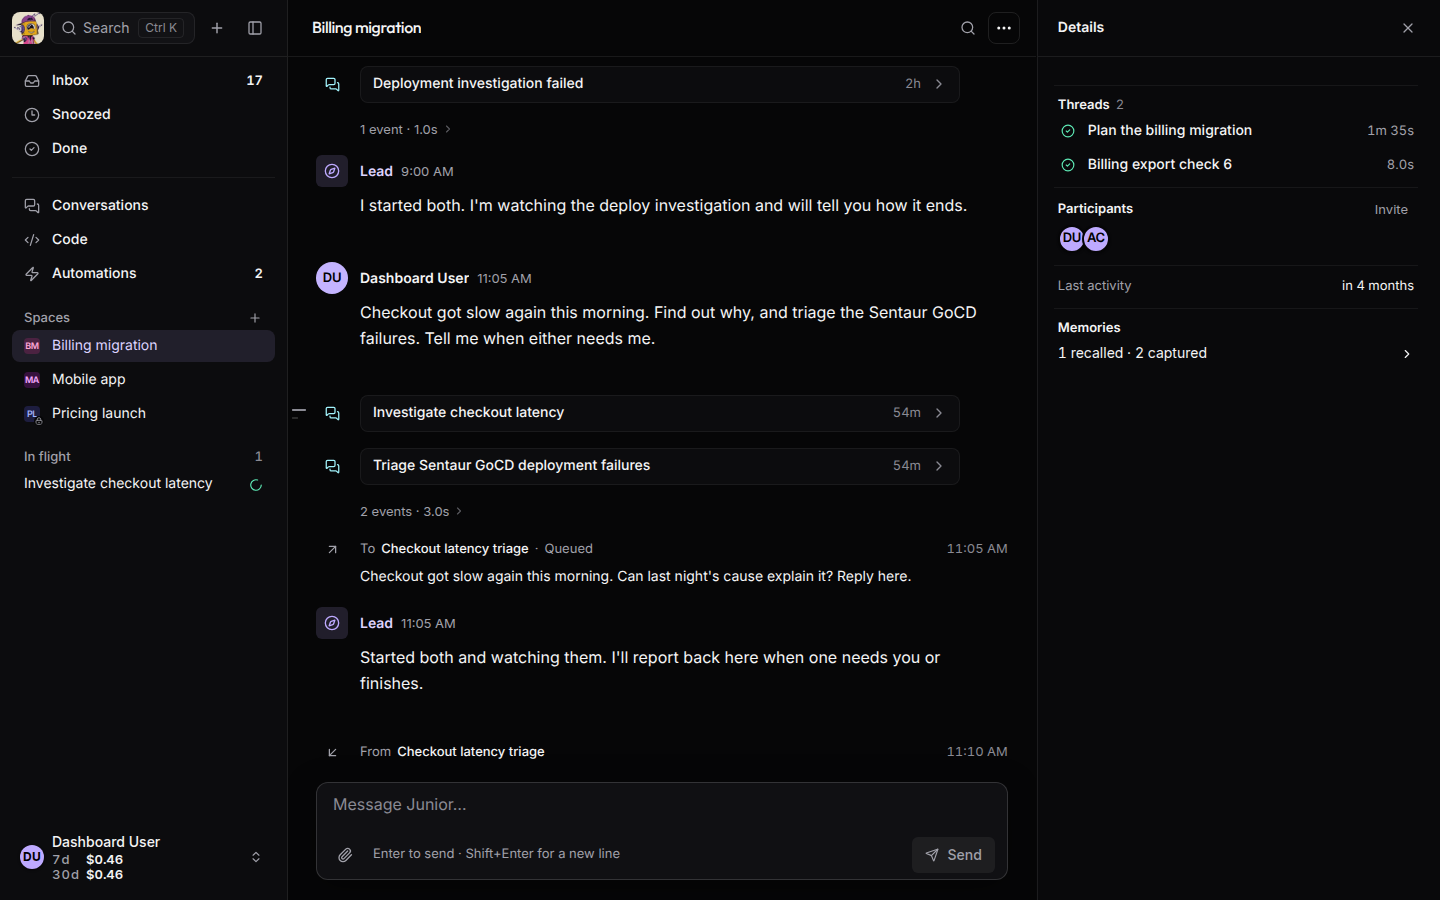 Search Ctrl K
Inbox 17
Snoozed
Done
Conversations
Code
Automations 2
Spaces
BM Billing migration
MA Mobile app
PL Pricing launch
In flight 1
Investigate checkout latency
DU Dashboard User
7d $0.46
30d $0.46
Billing migration
Deployment investigation failed 2h
1 event · 1.0s
Lead 9:00 AM
I started both. I'm watching the deploy investigation and will tell you how it ends.
DU Dashboard User 11:05 AM
Checkout got slow again this morning. Find out why, and triage the Sentaur GoCD
failures. Tell me when either needs me.
Investigate checkout latency 54m
Triage Sentaur GoCD deployment failures 54m
2 events · 3.0s
To Checkout latency triage · Queued 11:05 AM
Checkout got slow again this morning. Can last night's cause explain it? Reply here.
Lead 11:05 AM
Started both and watching them. I'll report back here when one needs you or
finishes.
From Checkout latency triage 11:10 AM
Message Junior...
Enter to send · Shift+Enter for a new line
Send
Details
Threads 2
Plan the billing migration 1m 35s
Billing export check 6 8.0s
Participants Invite
DU AC
Last activity in 4 months
Memories
1 recalled · 2 captured